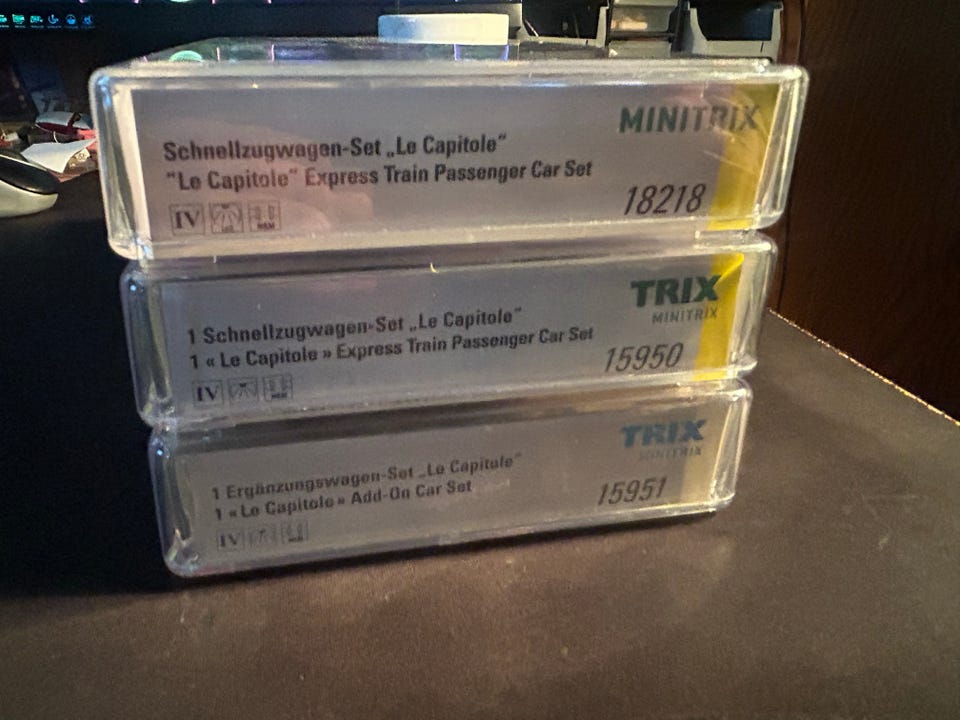 MINITRIX
Schnellzugwagen-Set „Le Capitole“
“Le Capitole“ Express Train Passenger Car Set
18218
IV
TRIX
MINITRIX
1 Schnellzugwagen-Set „Le Capitole“
1 « Le Capitole » Express Train Passenger Car Set
15950
IV
TRIX
MINITRIX
1 Ergänzungswagen-Set „Le Capitole“
1 « Le Capitole » Add-On Car Set
15951
IV